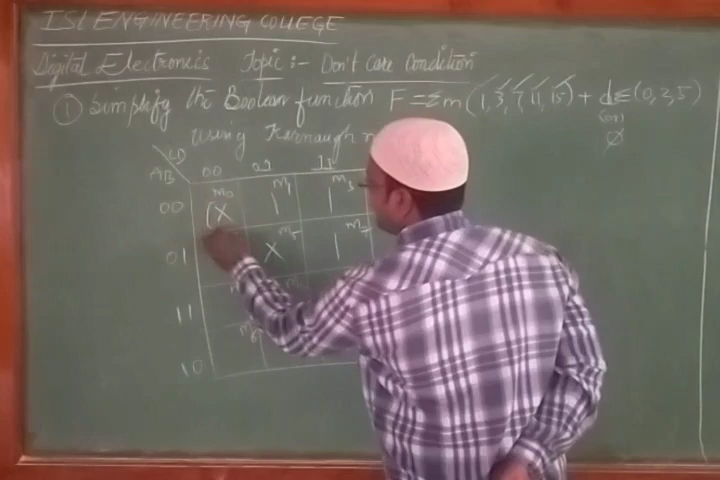 ISL ENGINEERING COLLEGE
Digital Electronics Topic:- Don't Care Condition
① Simplify the Boolean function F = Σm(1,3,7,11,15) + d Σ(0,2,5)
(or)
using Karnaugh
Ø
CD
AB 00 01 11
00 m0 X m1 1 m3 1
01 m5 X m7 1
11
10